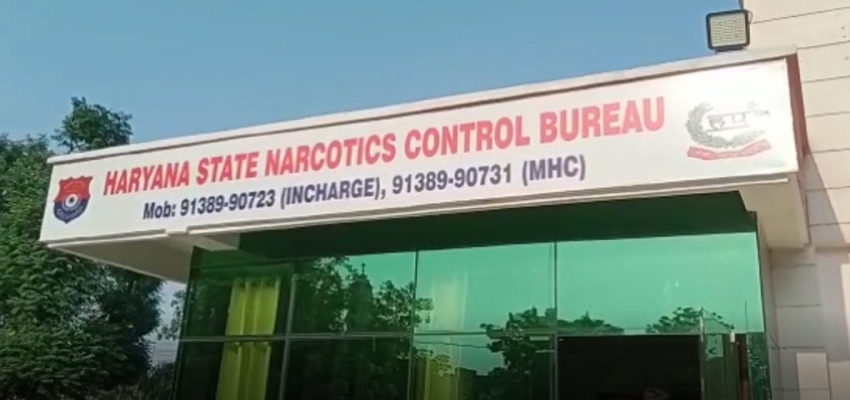 HARYANA STATE NARCOTICS CONTROL BUREAU
Mob: 91389-90723 (INCHARGE), 91389-90731 (MHC)